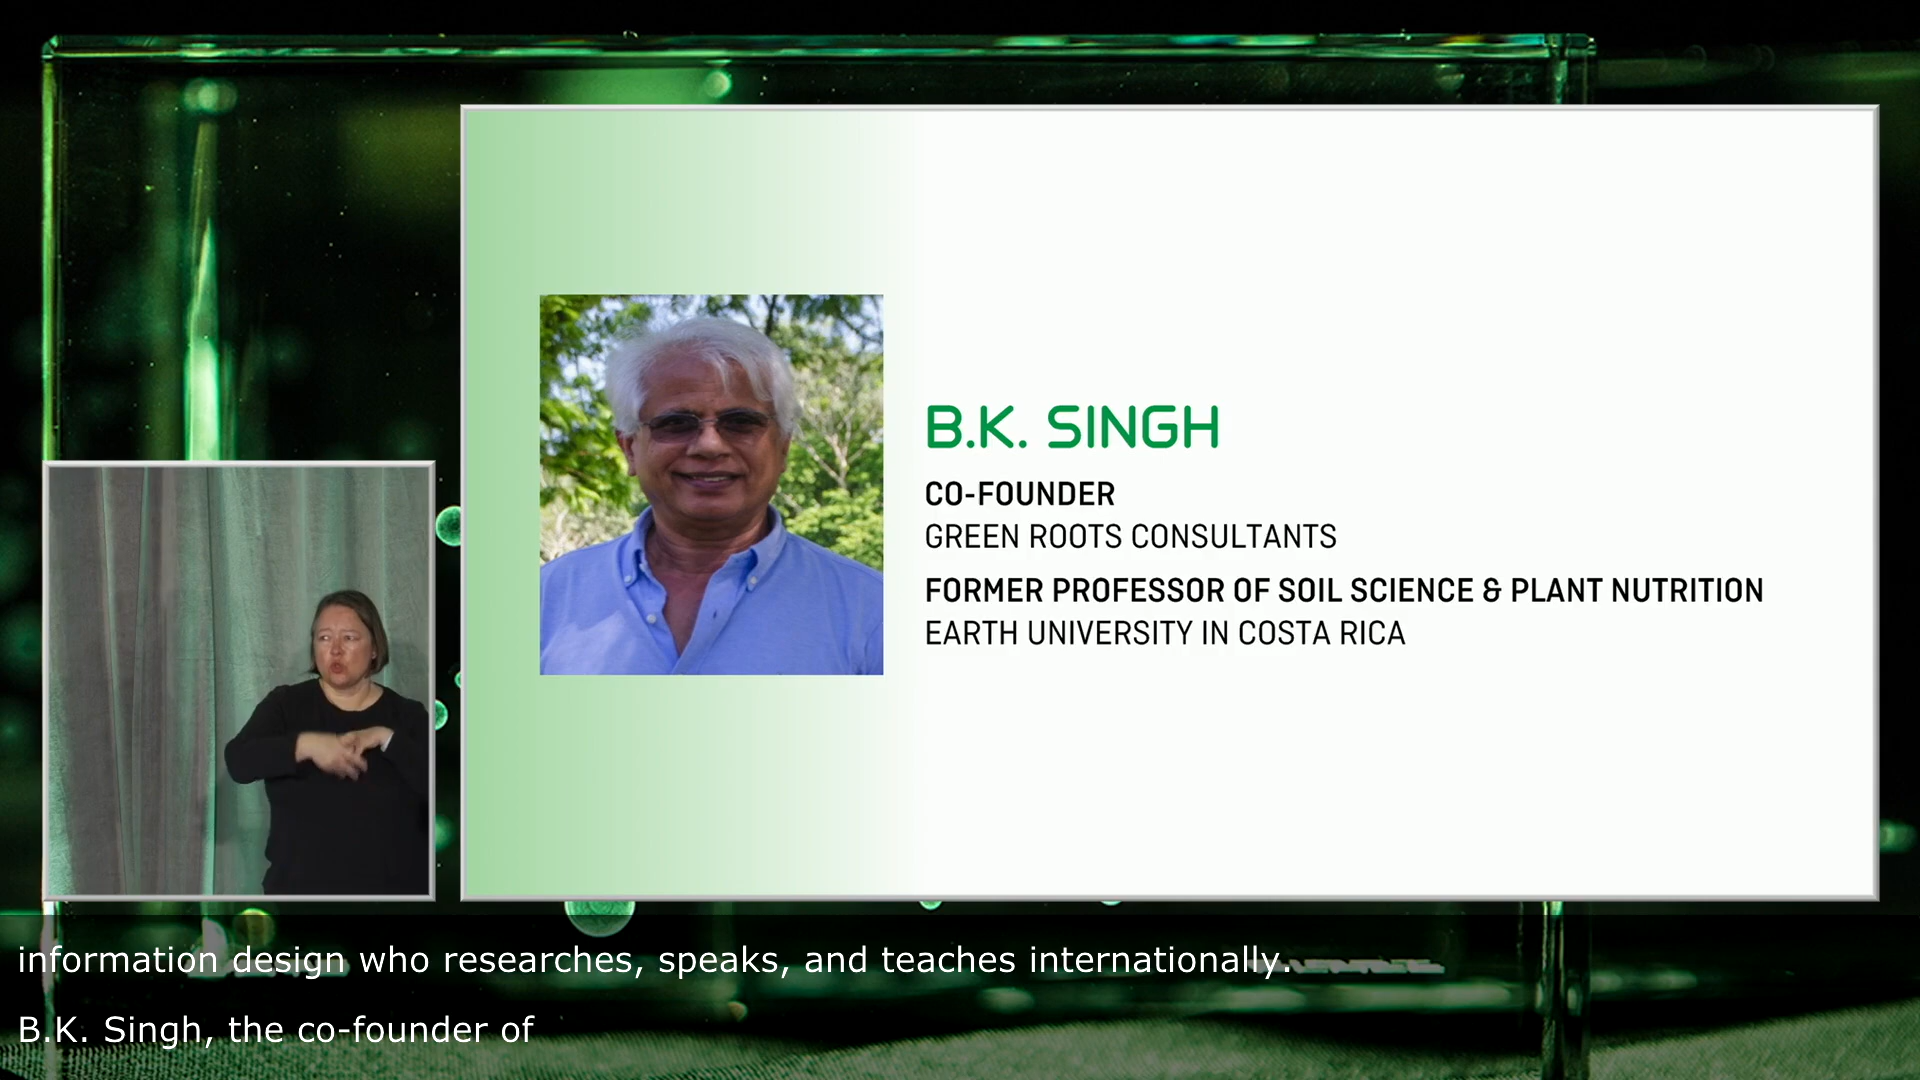 B.K. SINGH
CO-FOUNDER
GREEN ROOTS CONSULTANTS
FORMER PROFESSOR OF SOIL SCIENCE & PLANT NUTRITION
EARTH UNIVERSITY IN COSTA RICA
information design who researches, speaks, and teaches internationally.
B.K. Singh, the co-founder of